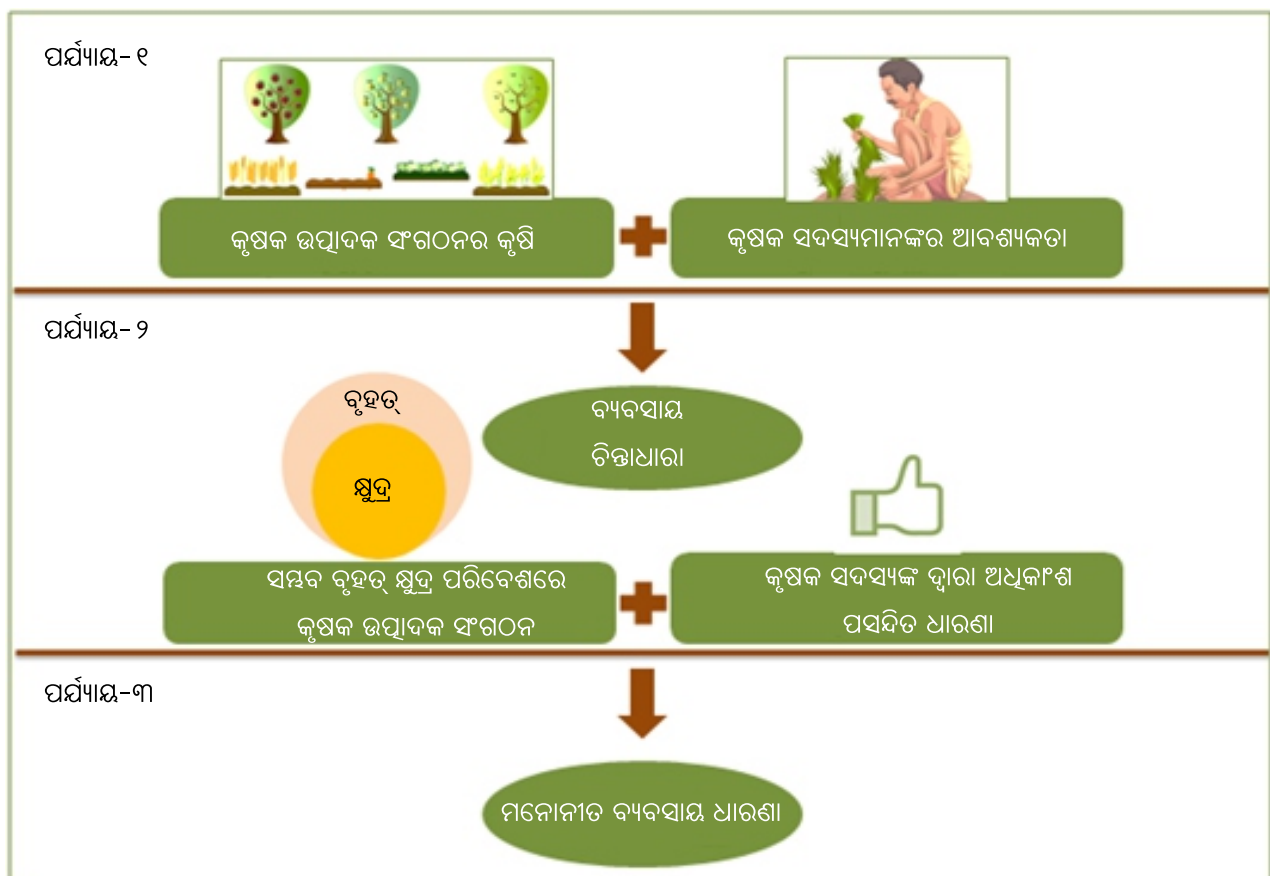 ପର୍ଯ୍ୟାୟ-୧
କୃଷକ ଉତ୍ପାଦକ ସଂଗଠନର କୃଷି
କୃଷକ ସଦସ୍ୟମାନଙ୍କର ଆବଶ୍ୟକତା
ପର୍ଯ୍ୟାୟ-୨
ବ୍ୟବସାୟ
ଚିନ୍ତାଧାରା
ବୃହତ୍
କ୍ଷୁଦ୍ର
ସମ୍ଭବ ବୃହତ୍ କ୍ଷୁଦ୍ର ପରିବେଶରେ
କୃଷକ ଉତ୍ପାଦକ ସଂଗଠନ
କୃଷକ ସଦସ୍ୟଙ୍କ ଦ୍ୱାରା ଅଧିକାଂଶ
ପସନ୍ଦିତ ଧାରଣା
ପର୍ଯ୍ୟାୟ-୩
ମନୋନୀତ ବ୍ୟବସାୟ ଧାରଣା